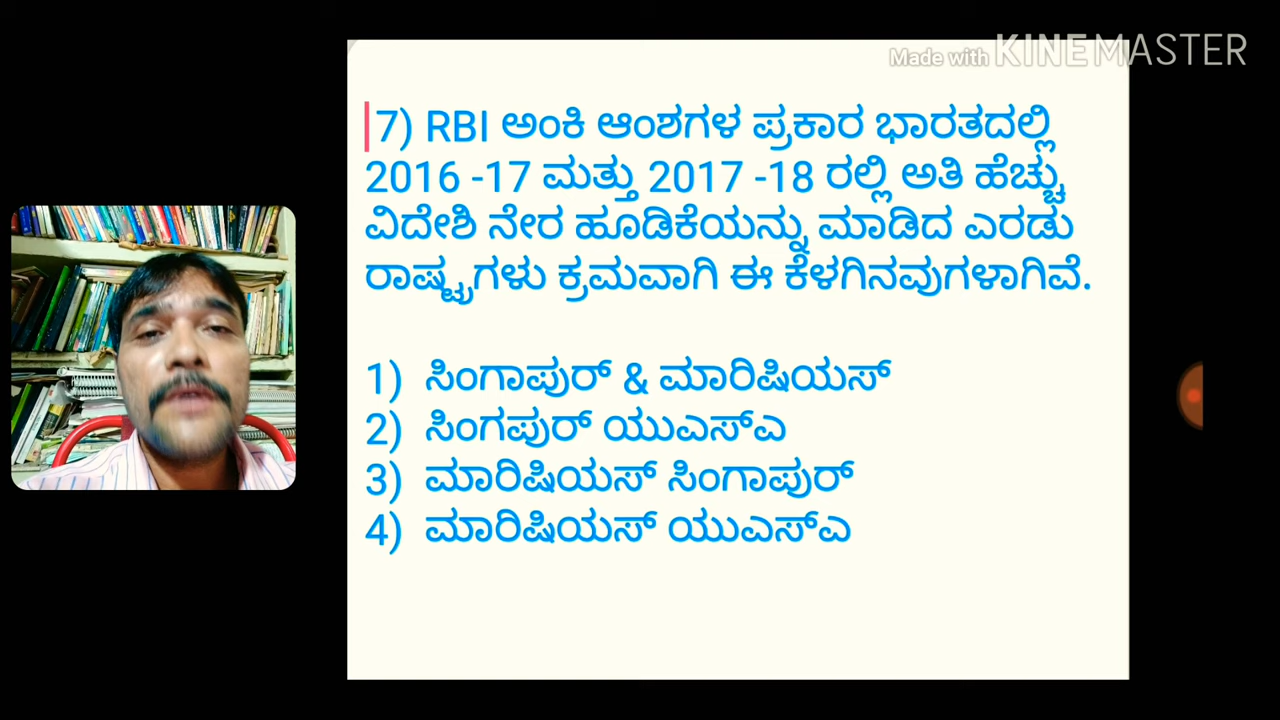 Made with KINEMASTER
7) RBI ಅಂಕಿ ಆಂಶಗಳ ಪ್ರಕಾರ ಭಾರತದಲ್ಲಿ
2016 -17 ಮತ್ತು 2017 -18 ರಲ್ಲಿ ಅತಿ ಹೆಚ್ಚು
ವಿದೇಶಿ ನೇರ ಹೂಡಿಕೆಯನ್ನು ಮಾಡಿದ ಎರಡು
ರಾಷ್ಟ್ರಗಳು ಕ್ರಮವಾಗಿ ಈ ಕೆಳಗಿನವುಗಳಾಗಿವೆ.
1) ಸಿಂಗಾಪುರ್ & ಮಾರಿಷಿಯಸ್
2) ಸಿಂಗಪುರ್ ಯುಎಸ್ಎ
3) ಮಾರಿಷಿಯಸ್ ಸಿಂಗಾಪುರ್
4) ಮಾರಿಷಿಯಸ್ ಯುಎಸ್ಎ